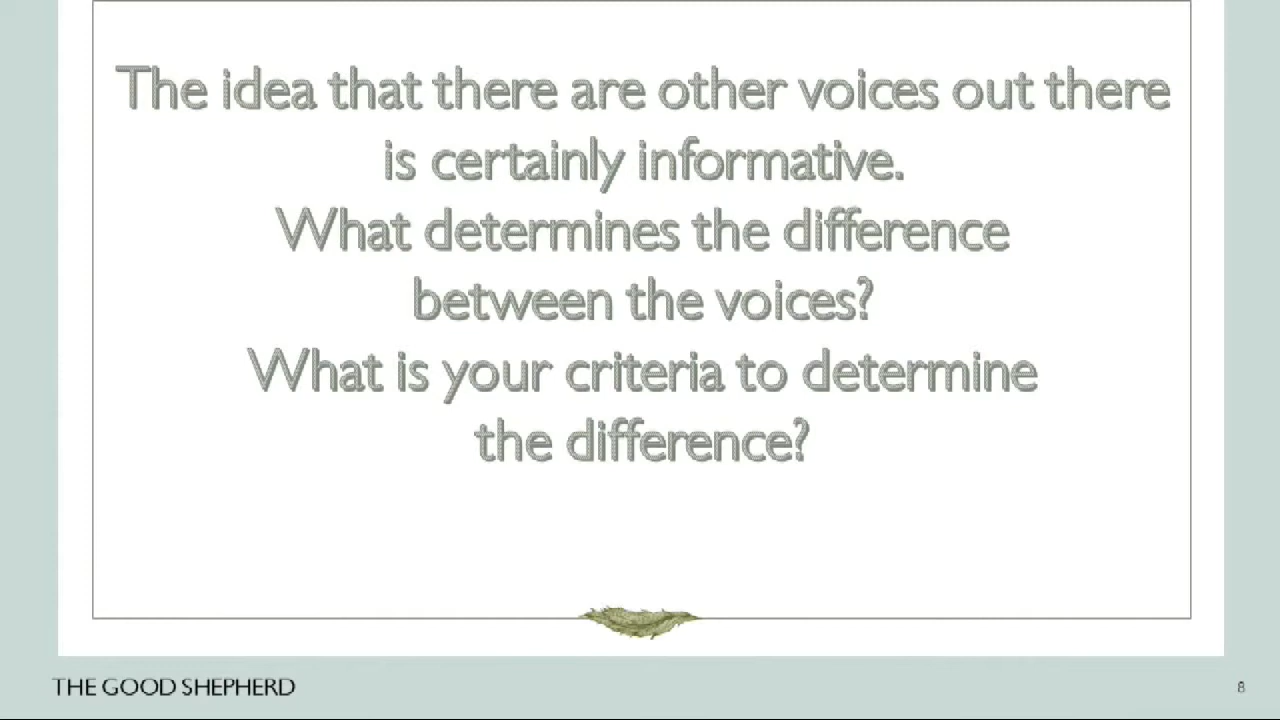 The idea that there are other voices out there
is certainly informative.
What determines the difference
between the voices?
What is your criteria to determine
the difference?
THE GOOD SHEPHERD
8